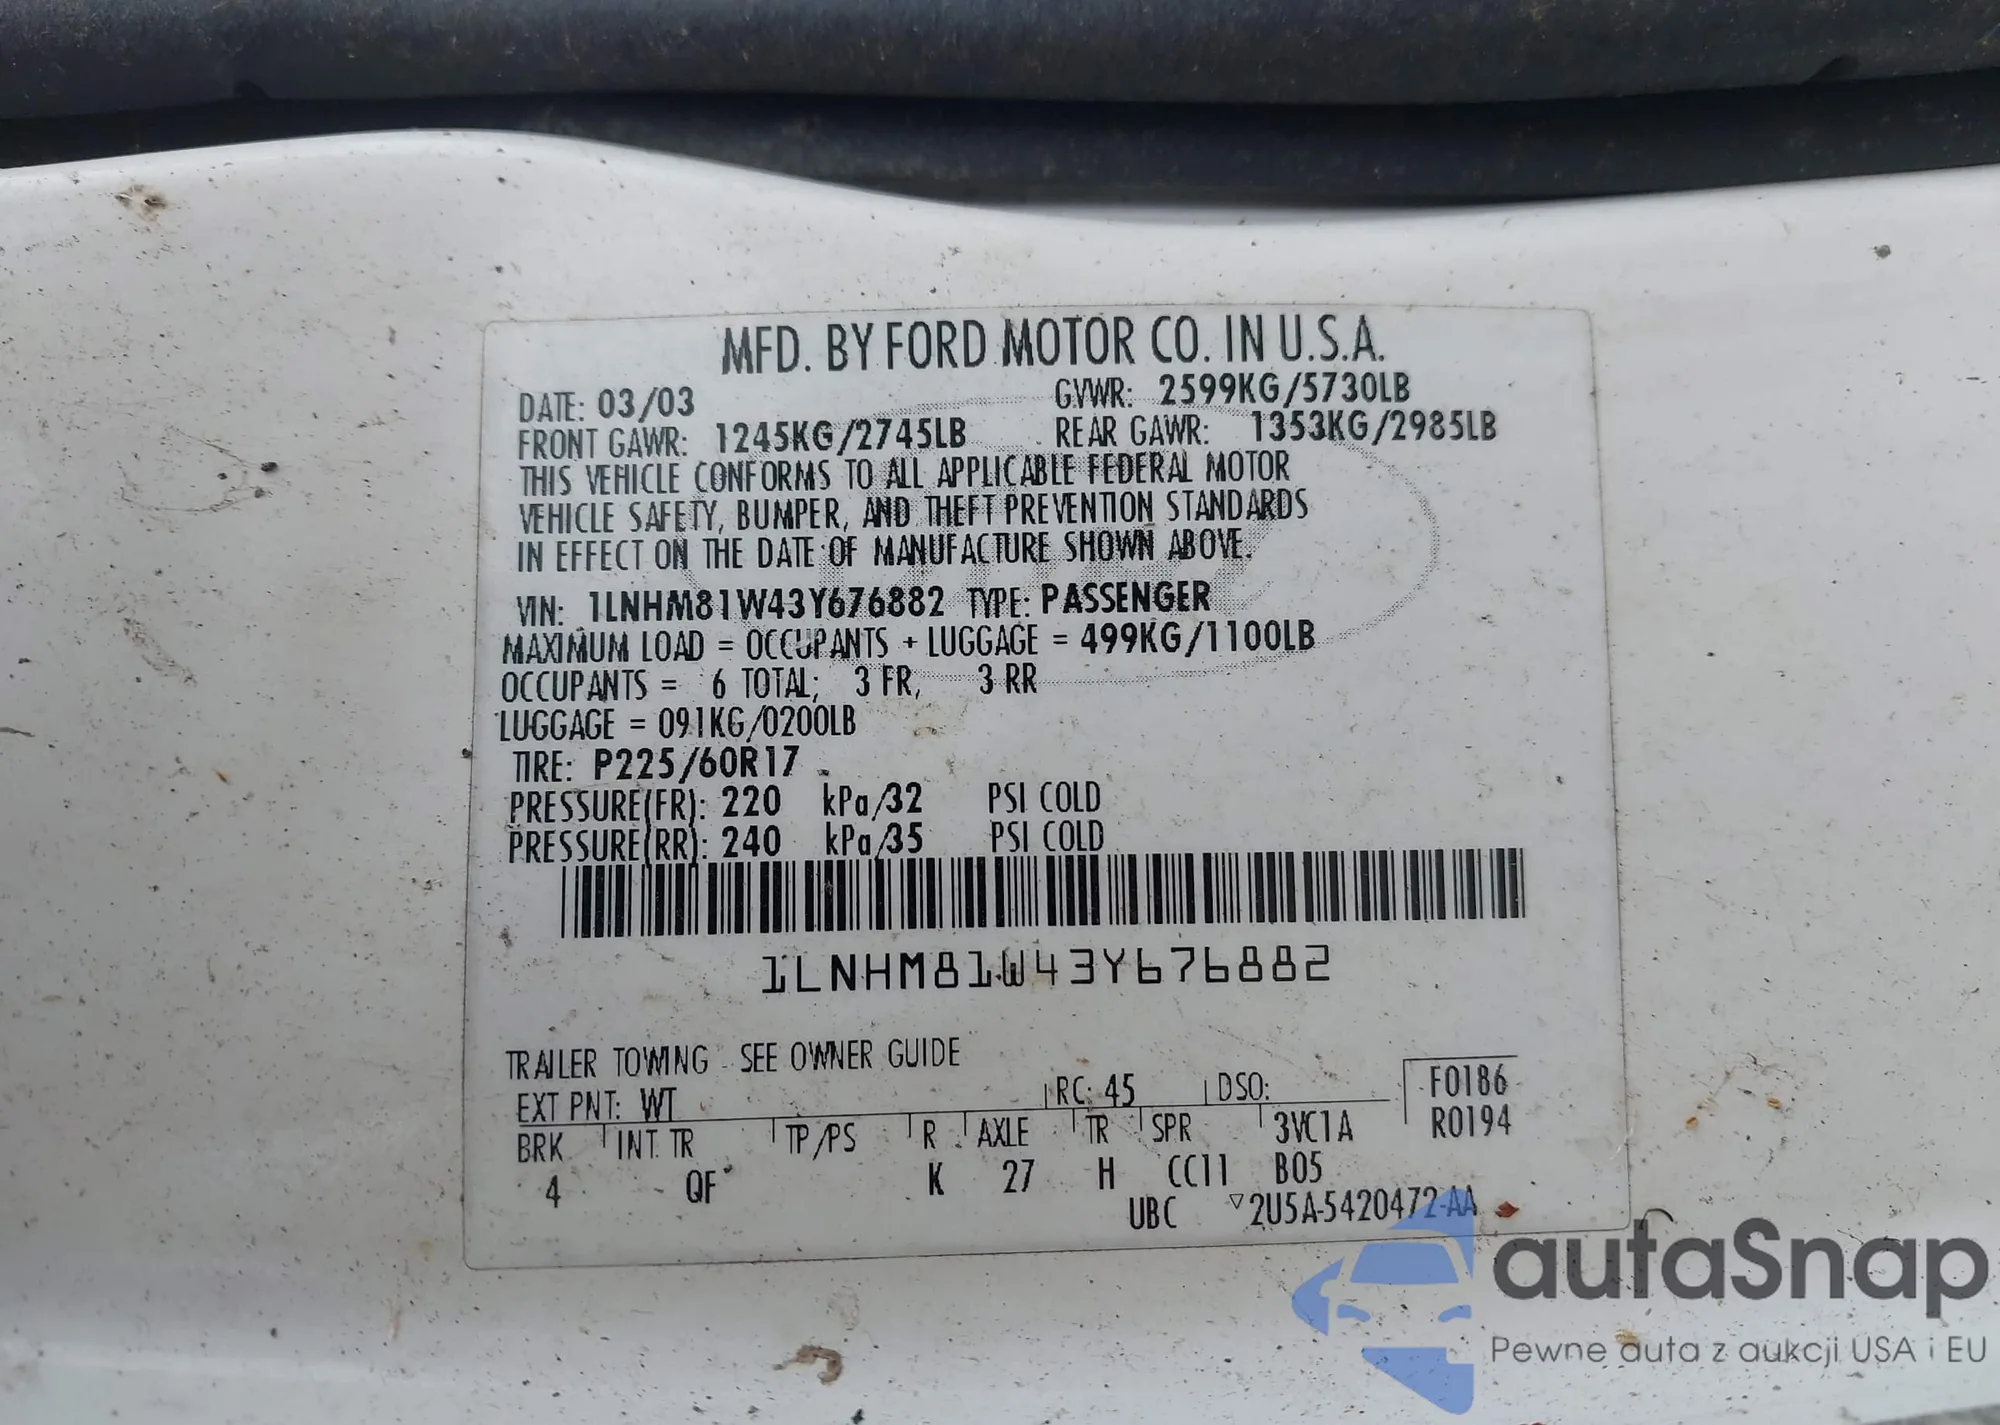 MFD. BY FORD MOTOR CO. IN U.S.A.
DATE: 03/03 GVWR: 2599KG/5730LB
FRONT GAWR: 1245KG/2745LB REAR GAWR: 1353KG/2985LB
THIS VEHICLE CONFORMS TO ALL APPLICABLE FEDERAL MOTOR
VEHICLE SAFETY, BUMPER, AND THEFT PREVENTION STANDARDS
IN EFFECT ON THE DATE OF MANUFACTURE SHOWN ABOVE.
VIN: 1LNHM81W43Y676882 TYPE: PASSENGER
MAXIMUM LOAD = OCCUPANTS + LUGGAGE = 499KG/1100LB
OCCUPANTS = 6 TOTAL; 3 FR, 3 RR
LUGGAGE = 091KG/0200LB
TIRE: P225/60R17
PRESSURE(FR): 220 kPa/32 PSI COLD
PRESSURE(RR): 240 kPa/35 PSI COLD
1LNHM81W43Y676882
TRAILER TOWING - SEE OWNER GUIDE
EXT PNT: WT RC: 45 DSO: F0186
BRK INT TR TP/PS R AXLE TR SPR 3VC1A R0194
4 QF K 27 H CC11 B05
UBC ▽2U5A-5420472-AA
autaSnap
Pewne auta z aukcji USA i EU